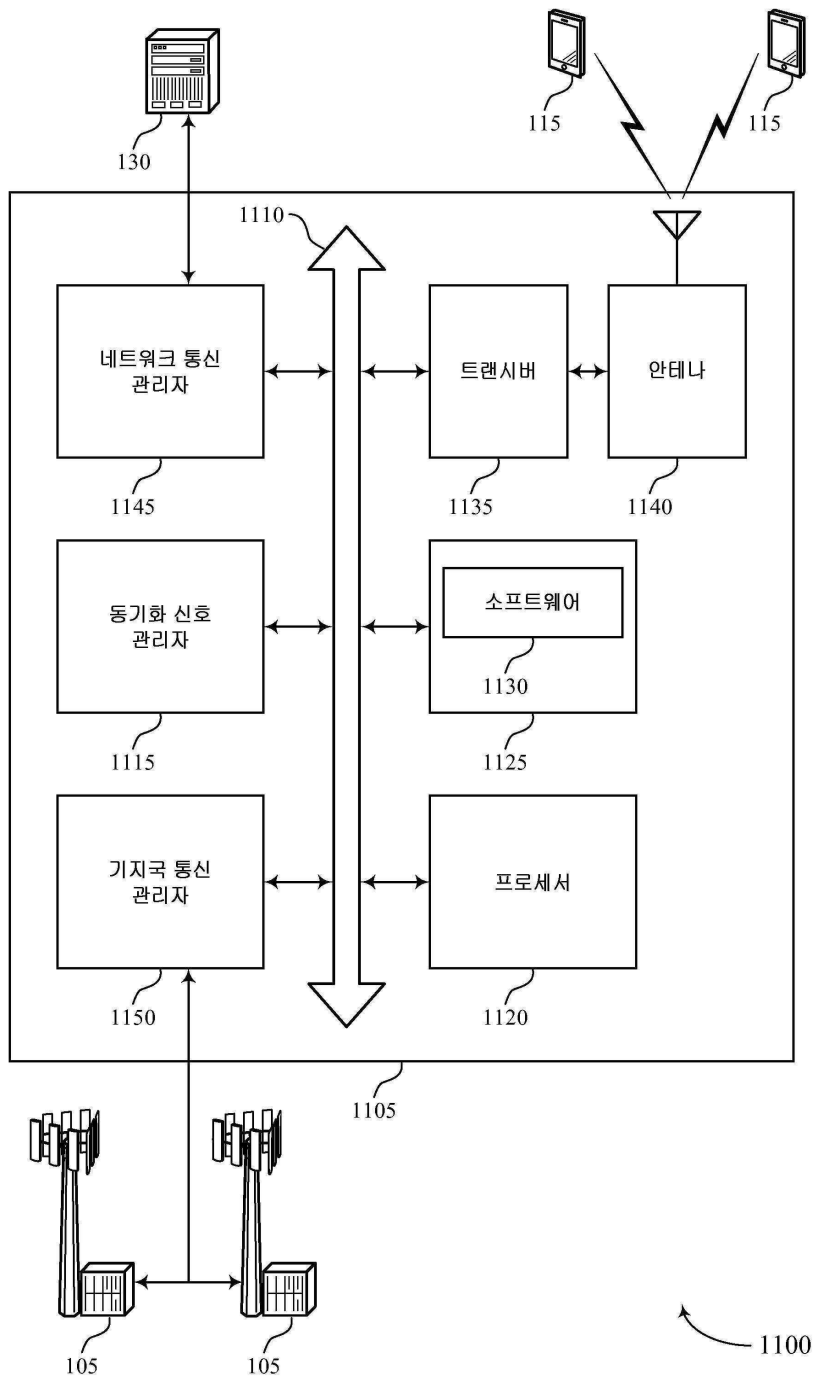 130
115
115
1110
네트워크 통신
관리자
트랜시버
안테나
1145
1135
1140
동기화 신호
관리자
소프트웨어
1130
1115
1125
기지국 통신
관리자
프로세서
1150
1120
1105
105
105
1100